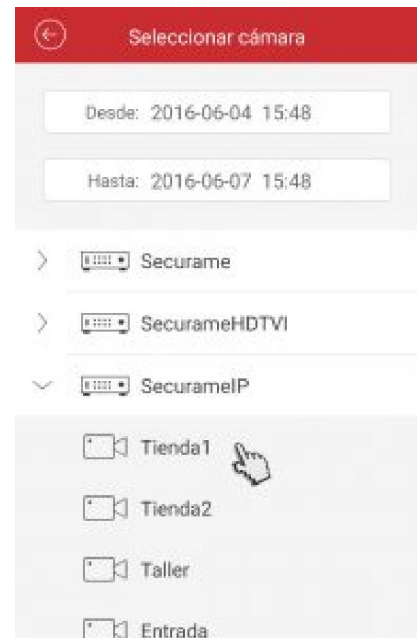 Seleccionar cámara
Desde: 2016-06-04 15:48
Hasta: 2016-06-07 15:48
Securame
SecurameHDTVI
SecurameIP
Tienda1
Tienda2
Taller
Entrada